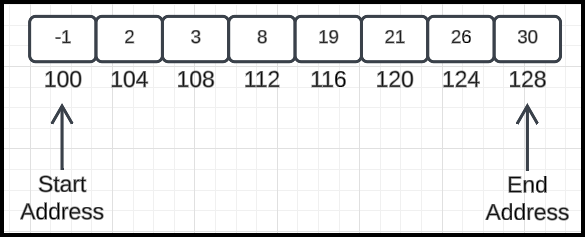 -1 2 3 8 19 21 26 30
100 104 108 112 116 120 124 128
Start End
Address Address